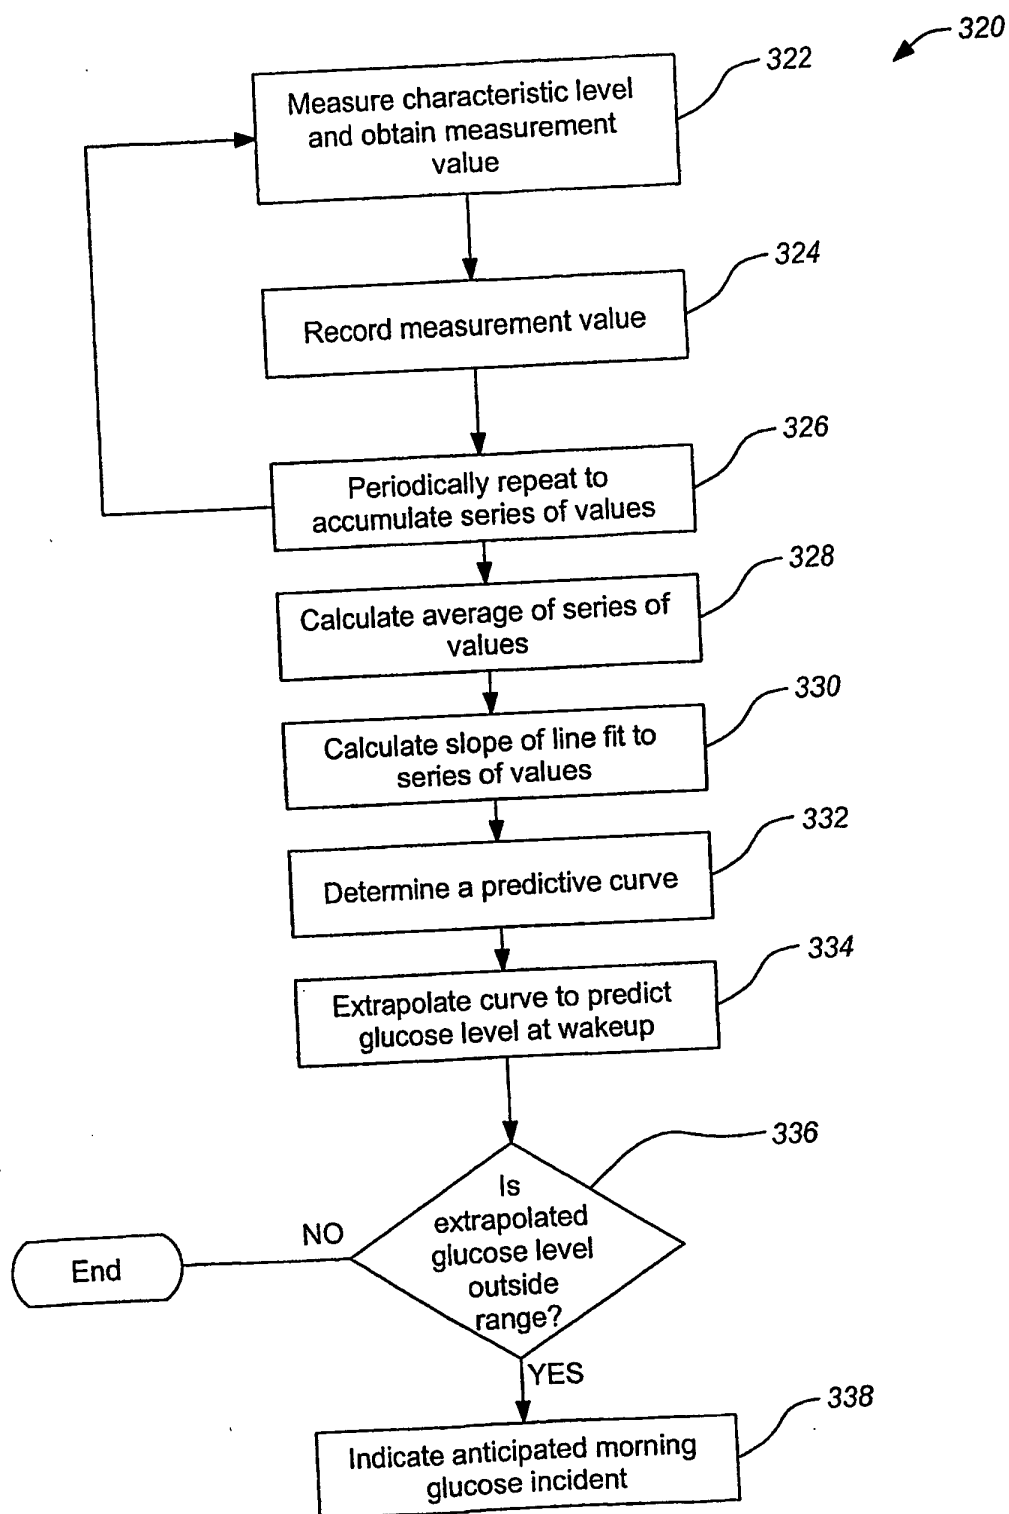 320
322
Measure characteristic level
and obtain measurement
value
324
Record measurement value
326
Periodically repeat to
accumulate series of values
328
Calculate average of series of
values
330
Calculate slope of line fit to
series of values
332
Determine a predictive curve
334
Extrapolate curve to predict
glucose level at wakeup
336
Is
extrapolated
glucose level
outside
range?
NO
End
YES
338
Indicate anticipated morning
glucose incident